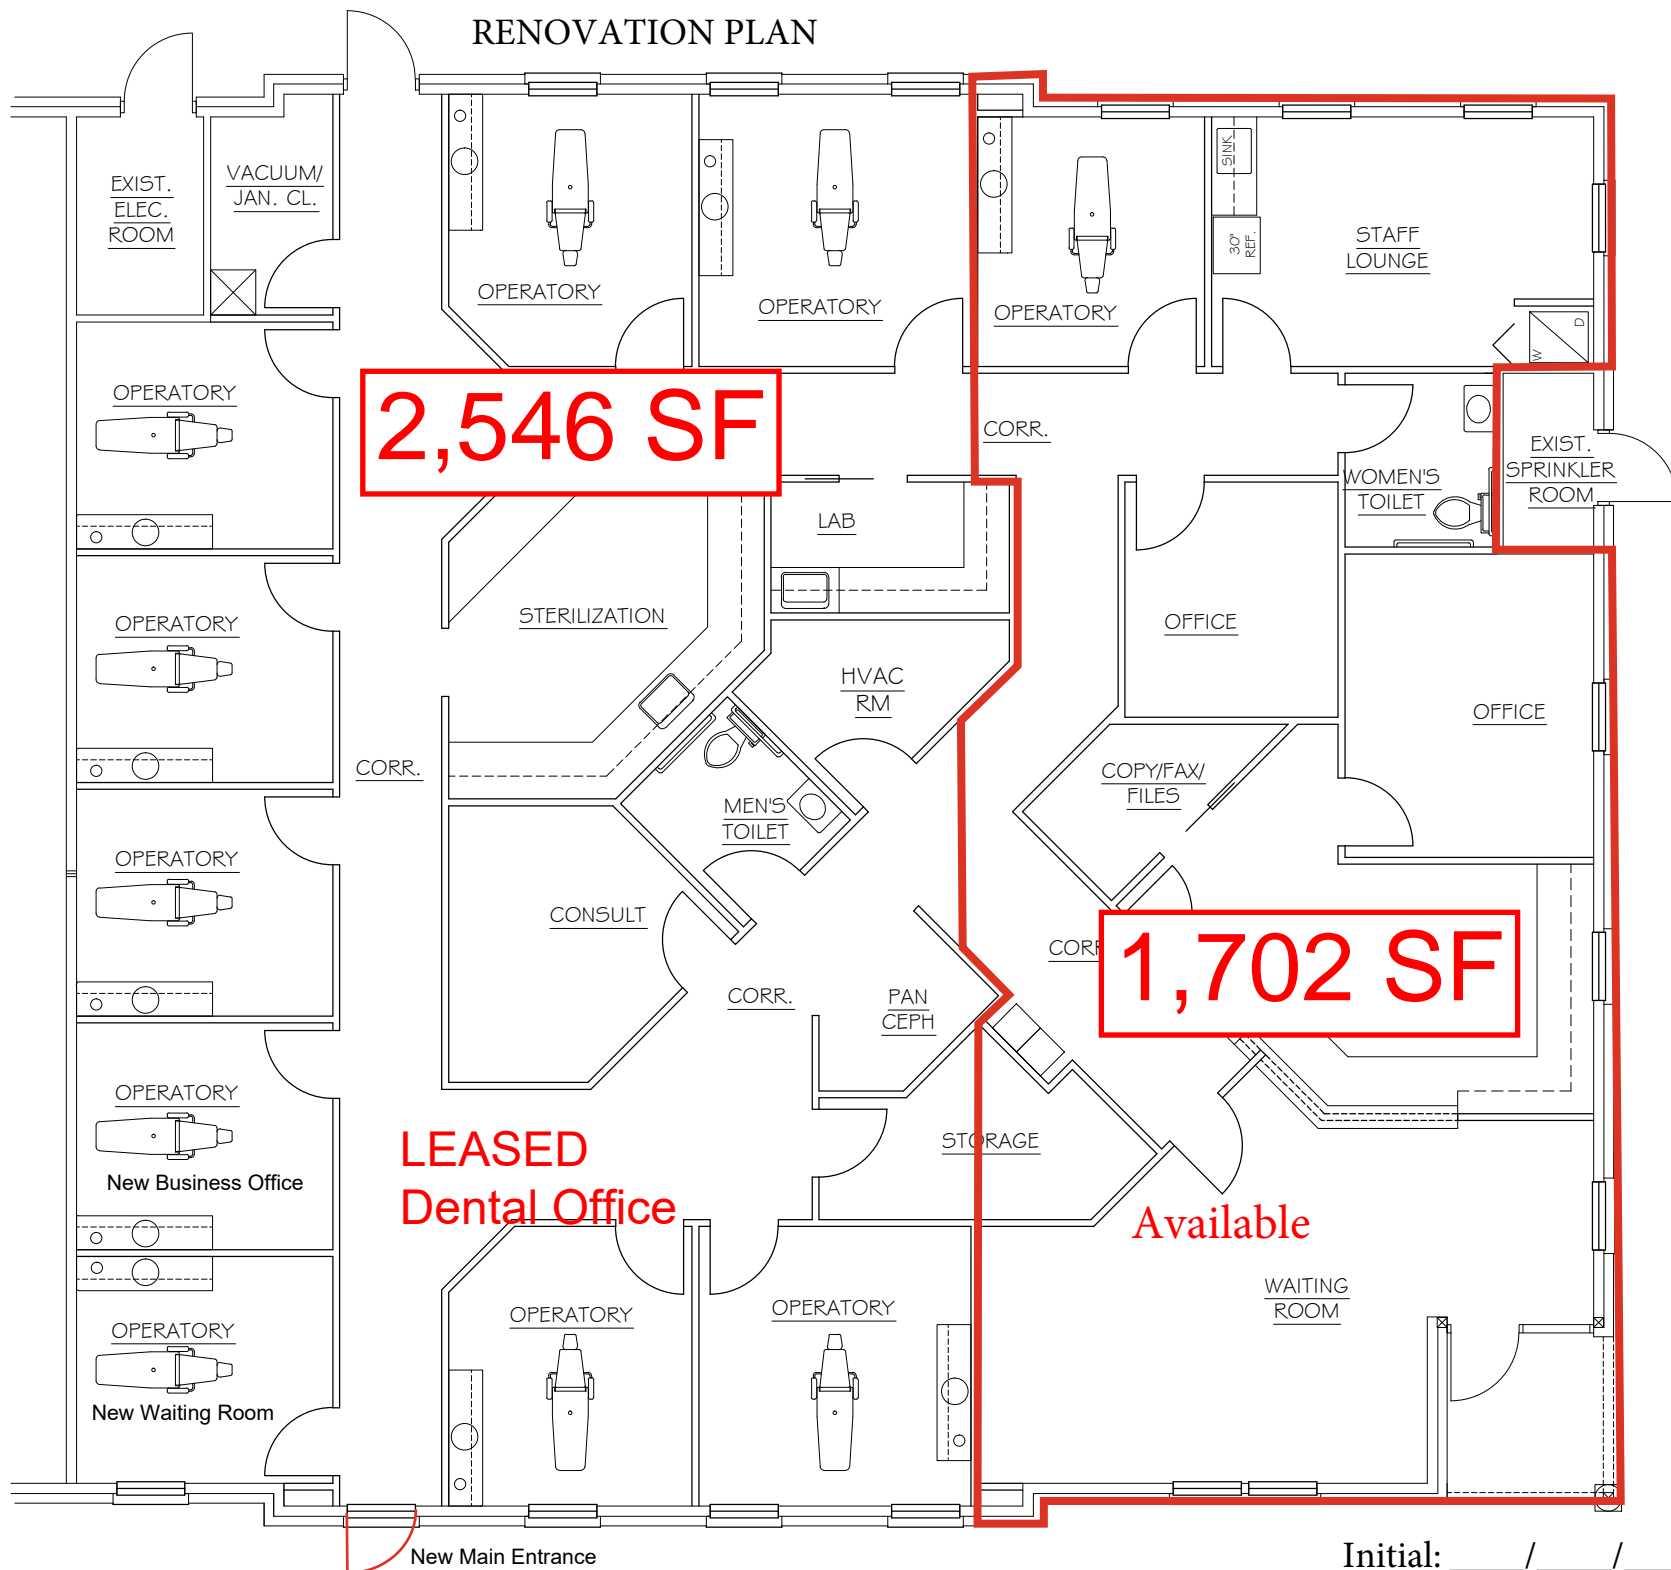 RENOVATION PLAN
EXIST.
ELEC.
ROOM
VACUUM/
JAN. CL.
OPERATORY
OPERATORY
OPERATORY
SINK
30"
REF.
STAFF
LOUNGE
W
D
OPERATORY
2,546 SF
CORR.
WOMEN'S
TOILET
EXIST.
SPRINKLER
ROOM
LAB
OPERATORY
STERILIZATION
OFFICE
HVAC
RM
OFFICE
CORR.
COPY/FAX/
FILES
MEN'S
TOILET
OPERATORY
CONSULT
CORR
1,702 SF
CORR.
PAN
CEPH
OPERATORY
New Business Office
LEASED
Dental Office
STORAGE
Available
WAITING
ROOM
OPERATORY
New Waiting Room
OPERATORY
OPERATORY
New Main Entrance
Initial: ____/____/___